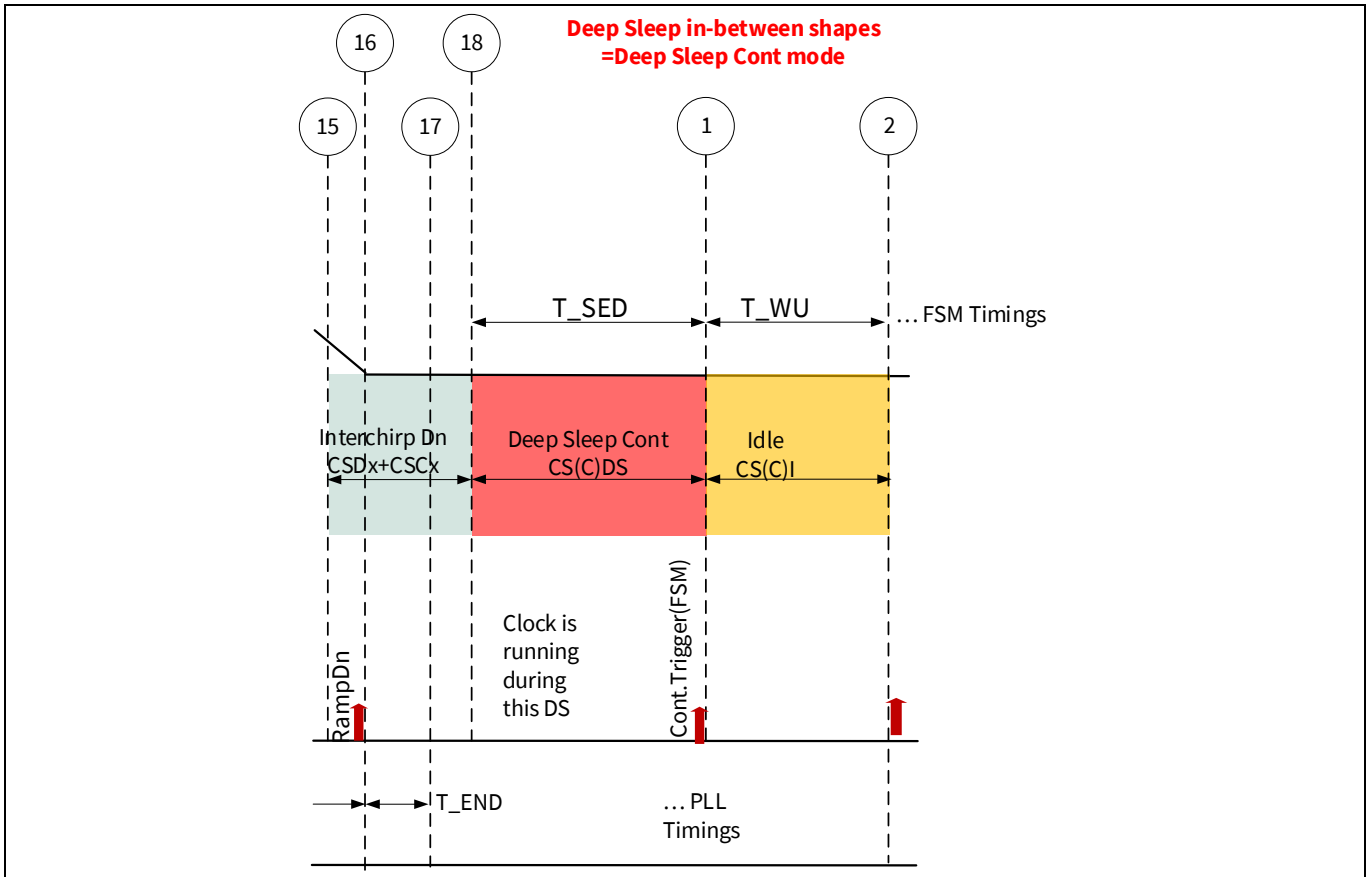 Deep Sleep in-between shapes
=Deep Sleep Cont mode
16
18
15
17
1
2
T_SED
T_WU
... FSM Timings
Interchirp Dn
CSDx+CSCx
Deep Sleep Cont
CS(C)DS
Idle
CS(C)I
Clock is
running
during
this DS
RampDn
Cont.Trigger(FSM)
T_END
... PLL
Timings